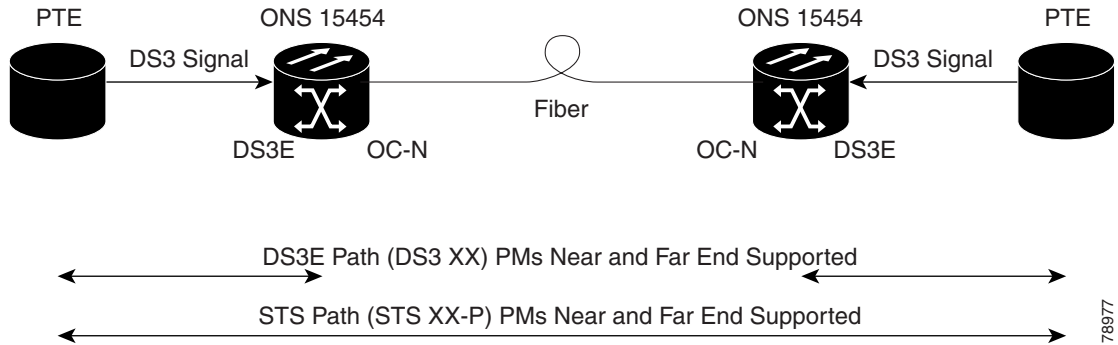 PTE ONS 15454 ONS 15454 PTE
DS3 Signal DS3 Signal
Fiber
DS3E OC-N OC-N DS3E
DS3E Path (DS3 XX) PMs Near and Far End Supported
STS Path (STS XX-P) PMs Near and Far End Supported
78977